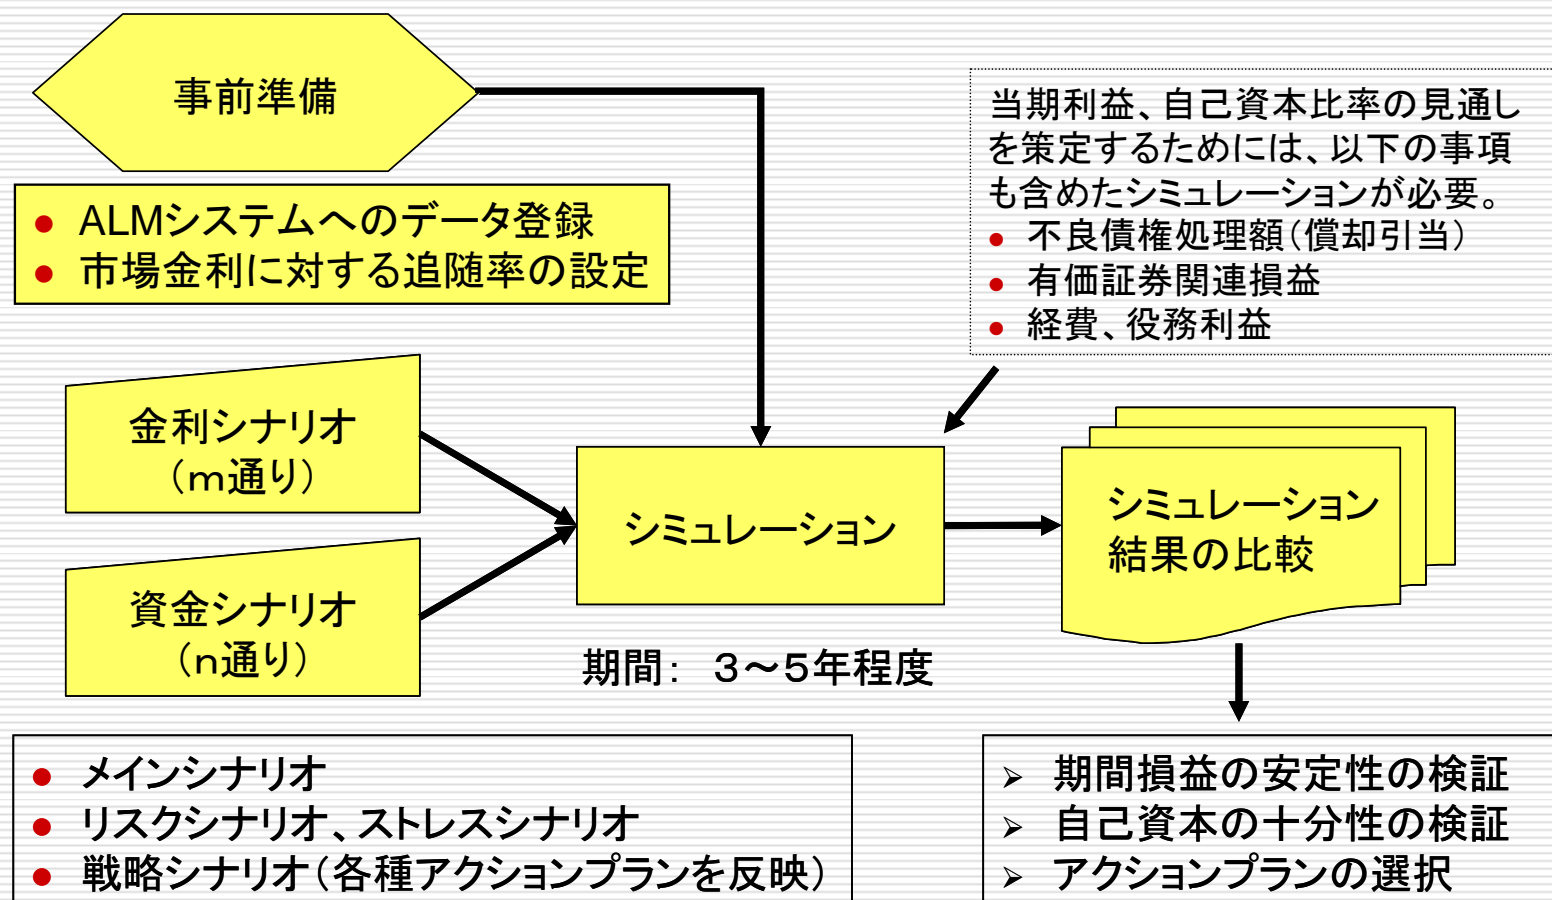 事前準備
● ALMシステムへのデータ登録
● 市場金利に対する追随率の設定
当期利益、自己資本比率の見通し
を策定するためには、以下の事項
も含めたシミュレーションが必要。
● 不良債権処理額(償却引当)
● 有価証券関連損益
● 経費、役務利益
金利シナリオ
(m通り)
資金シナリオ
(n通り)
シミュレーション
期間: 3~5年程度
シミュレーション
結果の比較
● メインシナリオ
● リスクシナリオ、ストレスシナリオ
● 戦略シナリオ(各種アクションプランを反映)
➢ 期間損益の安定性の検証
➢ 自己資本の十分性の検証
➢ アクションプランの選択